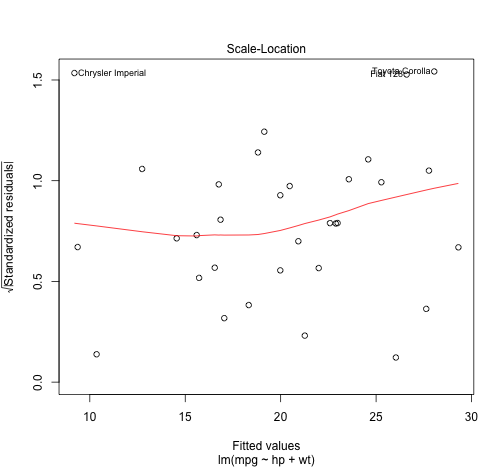 Scale-Location
Chrysler Imperial
Toyota Corolla
Fiat 128
√|Standardized residuals|
0.0
0.5
1.0
1.5
10
15
20
25
30
Fitted values
lm(mpg ~ hp + wt)